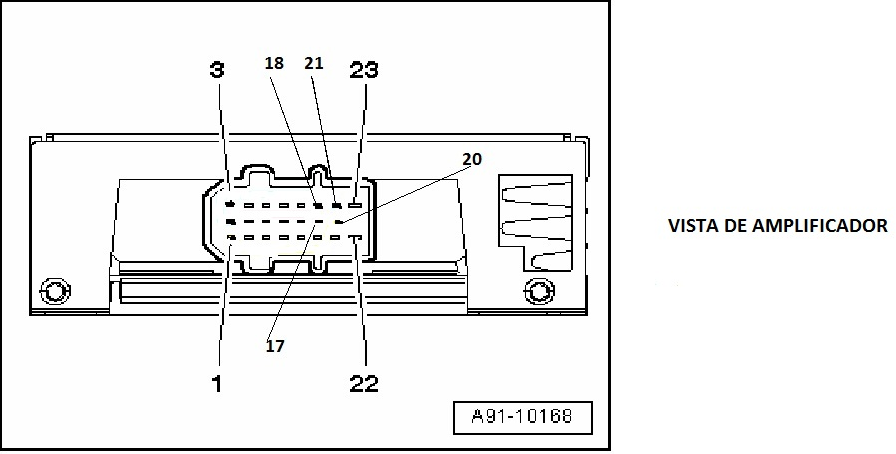 3 18 21 23
20
VISTA DE AMPLIFICADOR
17
1 22
A91-10168